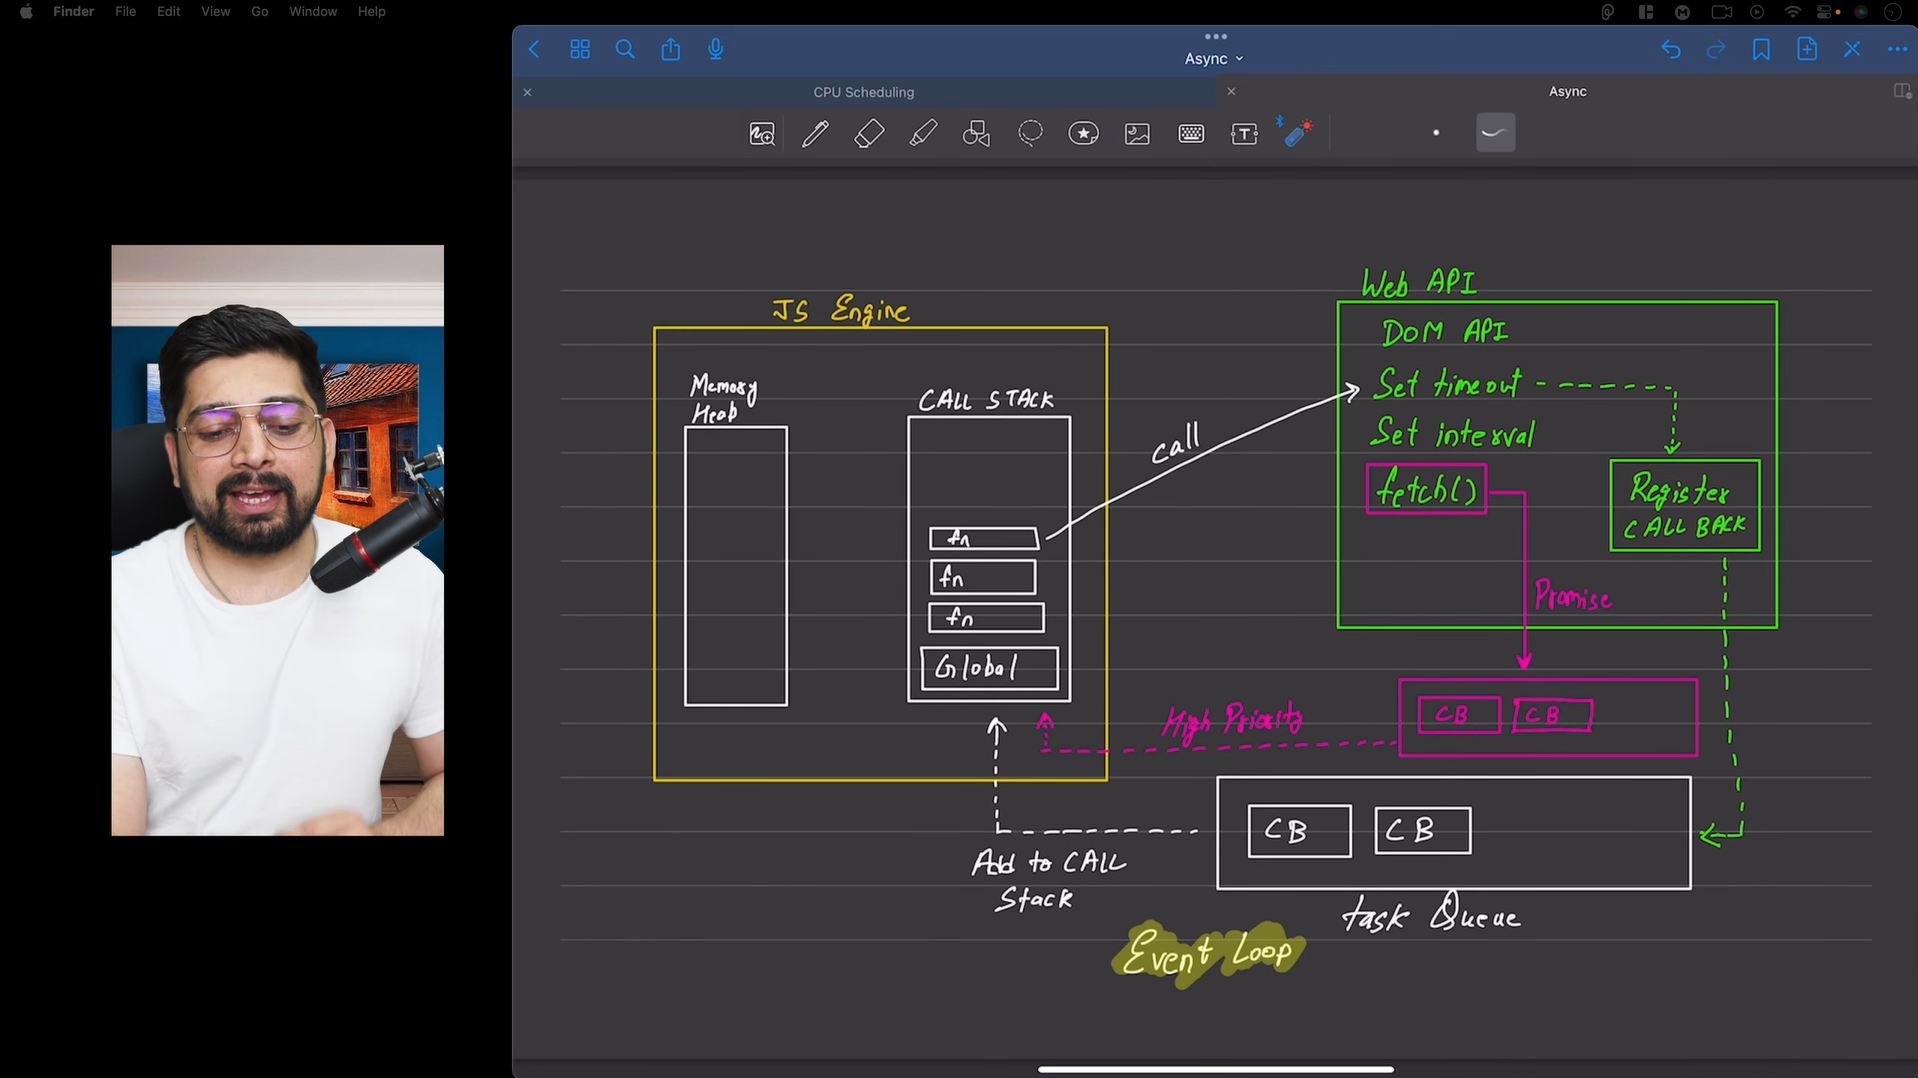 Finder File Edit View Go Window Help
Async
CPU Scheduling
Async
T
Web API
JS Engine
DOM API
Memory
Heap
CALL STACK
Set timeout
Set interval
call
fetch()
Register
CALL BACK
fn
fn
fn
Promise
Global
High Priority
CB
CB
CB
CB
Add to CALL
Stack
task Queue
Event Loop